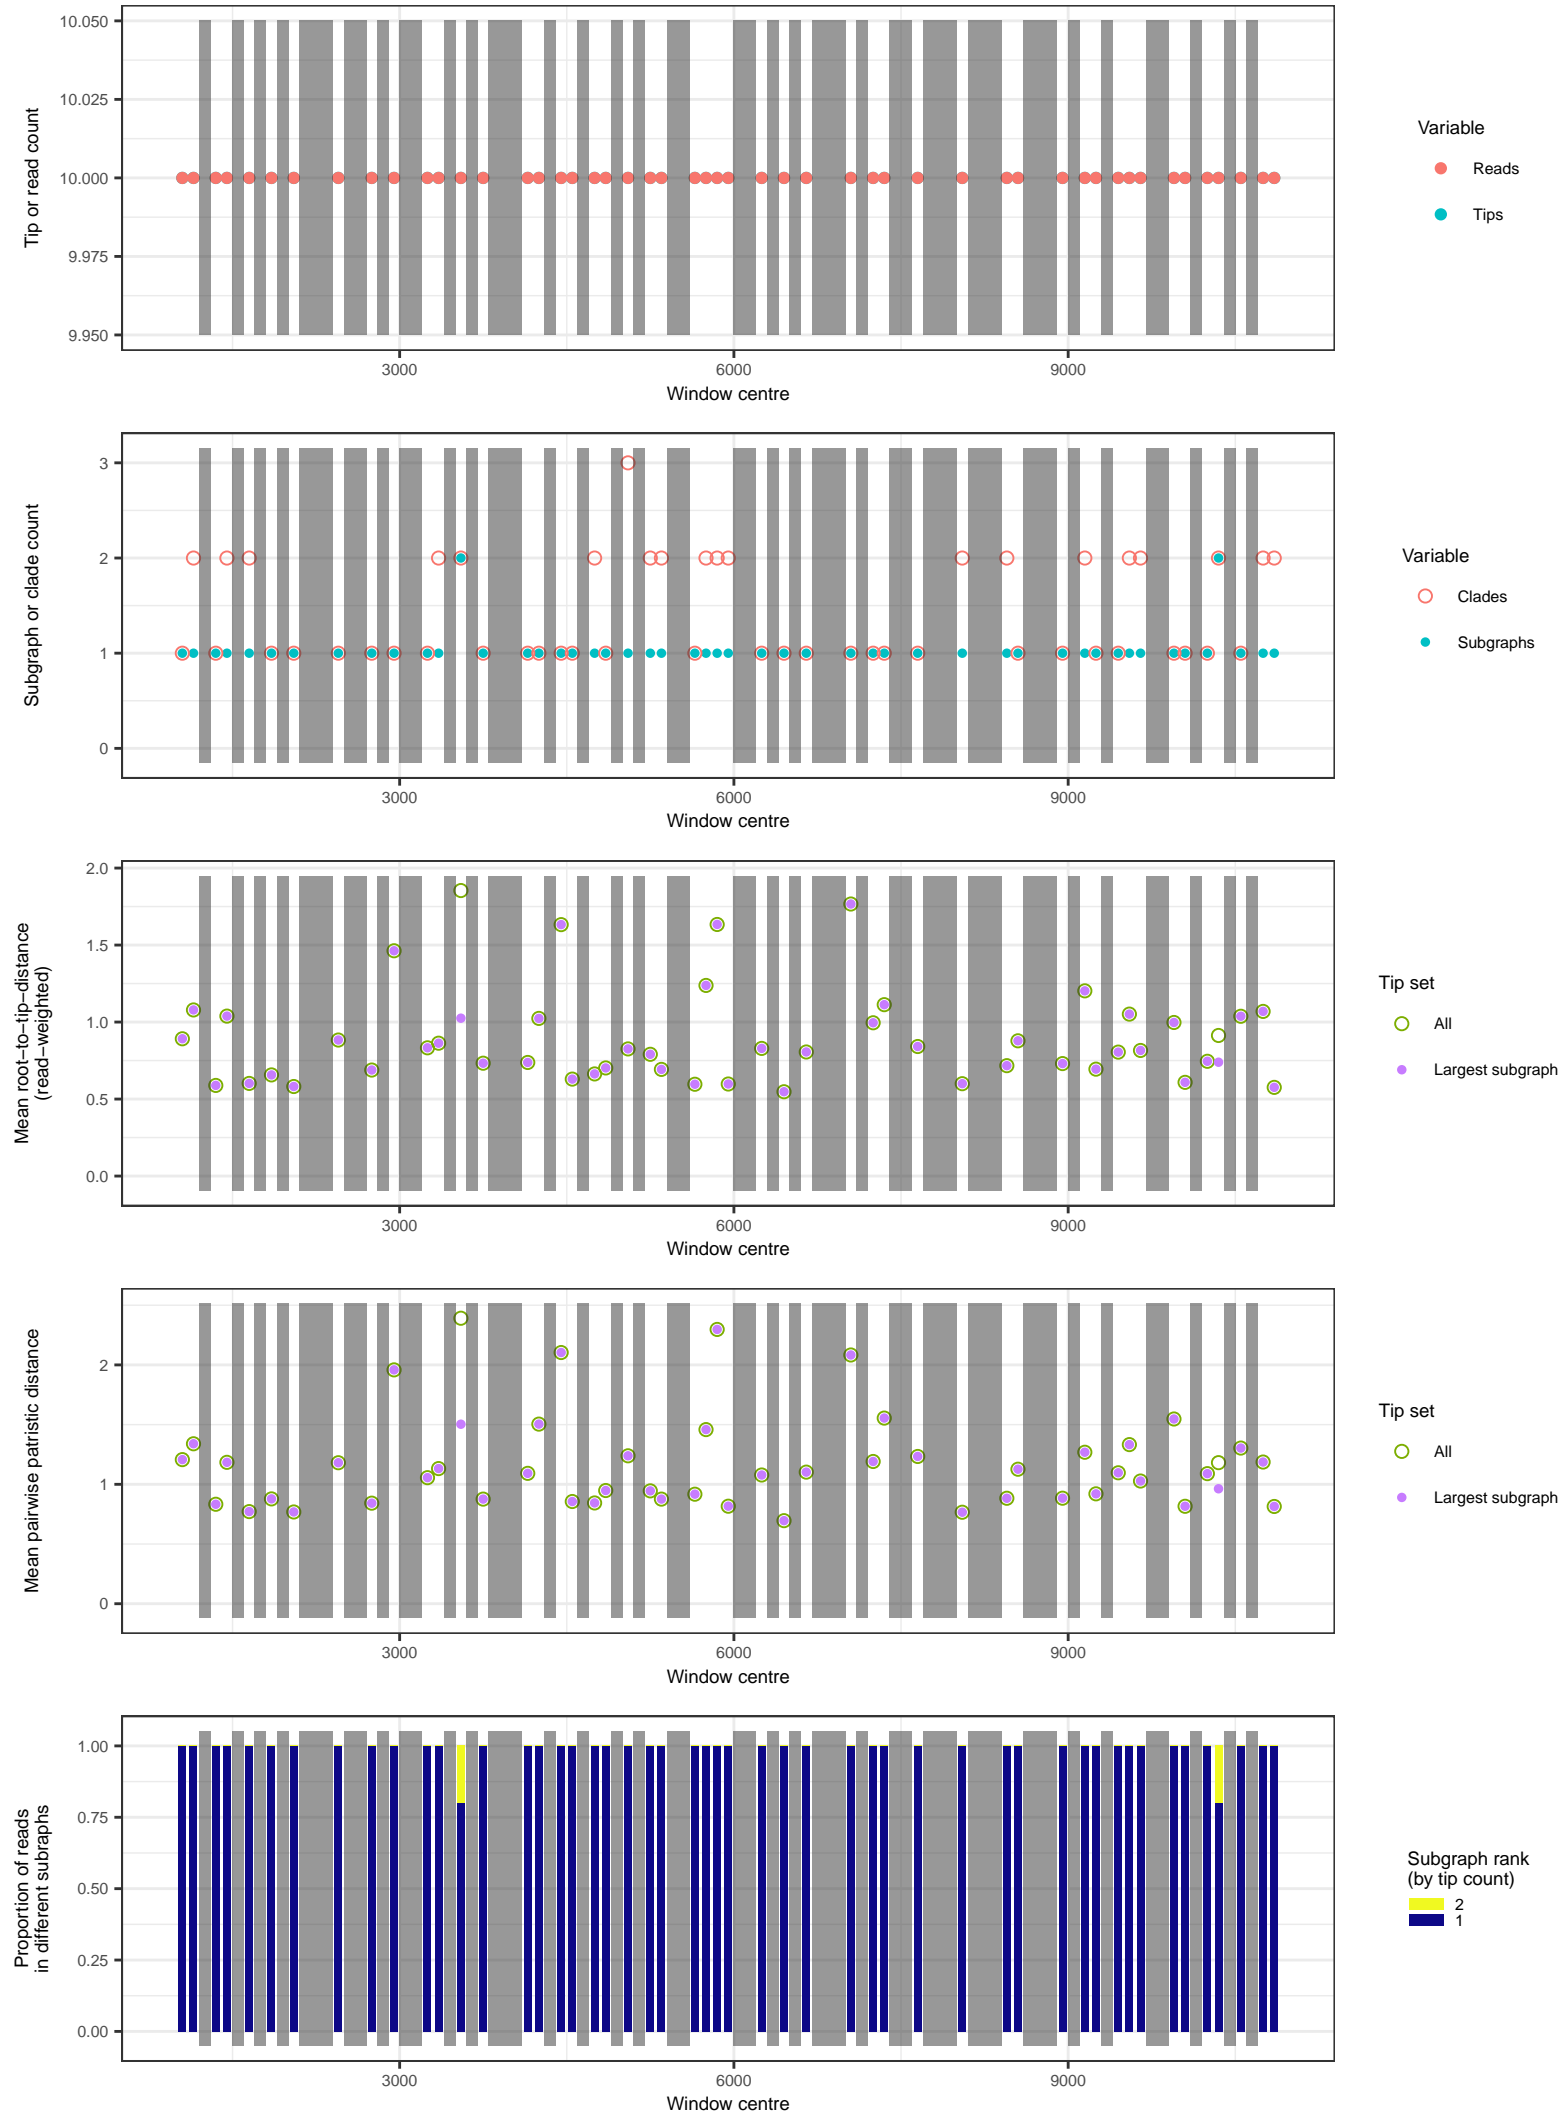 10.050
10.025
10.000
9.975
9.950
Tip or read count
3000
6000
9000
Window centre
Variable
Reads
Tips
3
2
1
0
Subgraph or clade count
3000
6000
9000
Window centre
Variable
Clades
Subgraphs
2.0
1.5
1.0
0.5
0.0
Mean root−to−tip−distance
(read−weighted)
3000
6000
9000
Window centre
Tip set
All
Largest subgraph
2
1
0
Mean pairwise patristic distance
3000
6000
9000
Window centre
Tip set
All
Largest subgraph
1.00
0.75
0.50
0.25
0.00
Proportion of reads
in different subraphs
3000
6000
9000
Window centre
Subgraph rank
(by tip count)
2
1